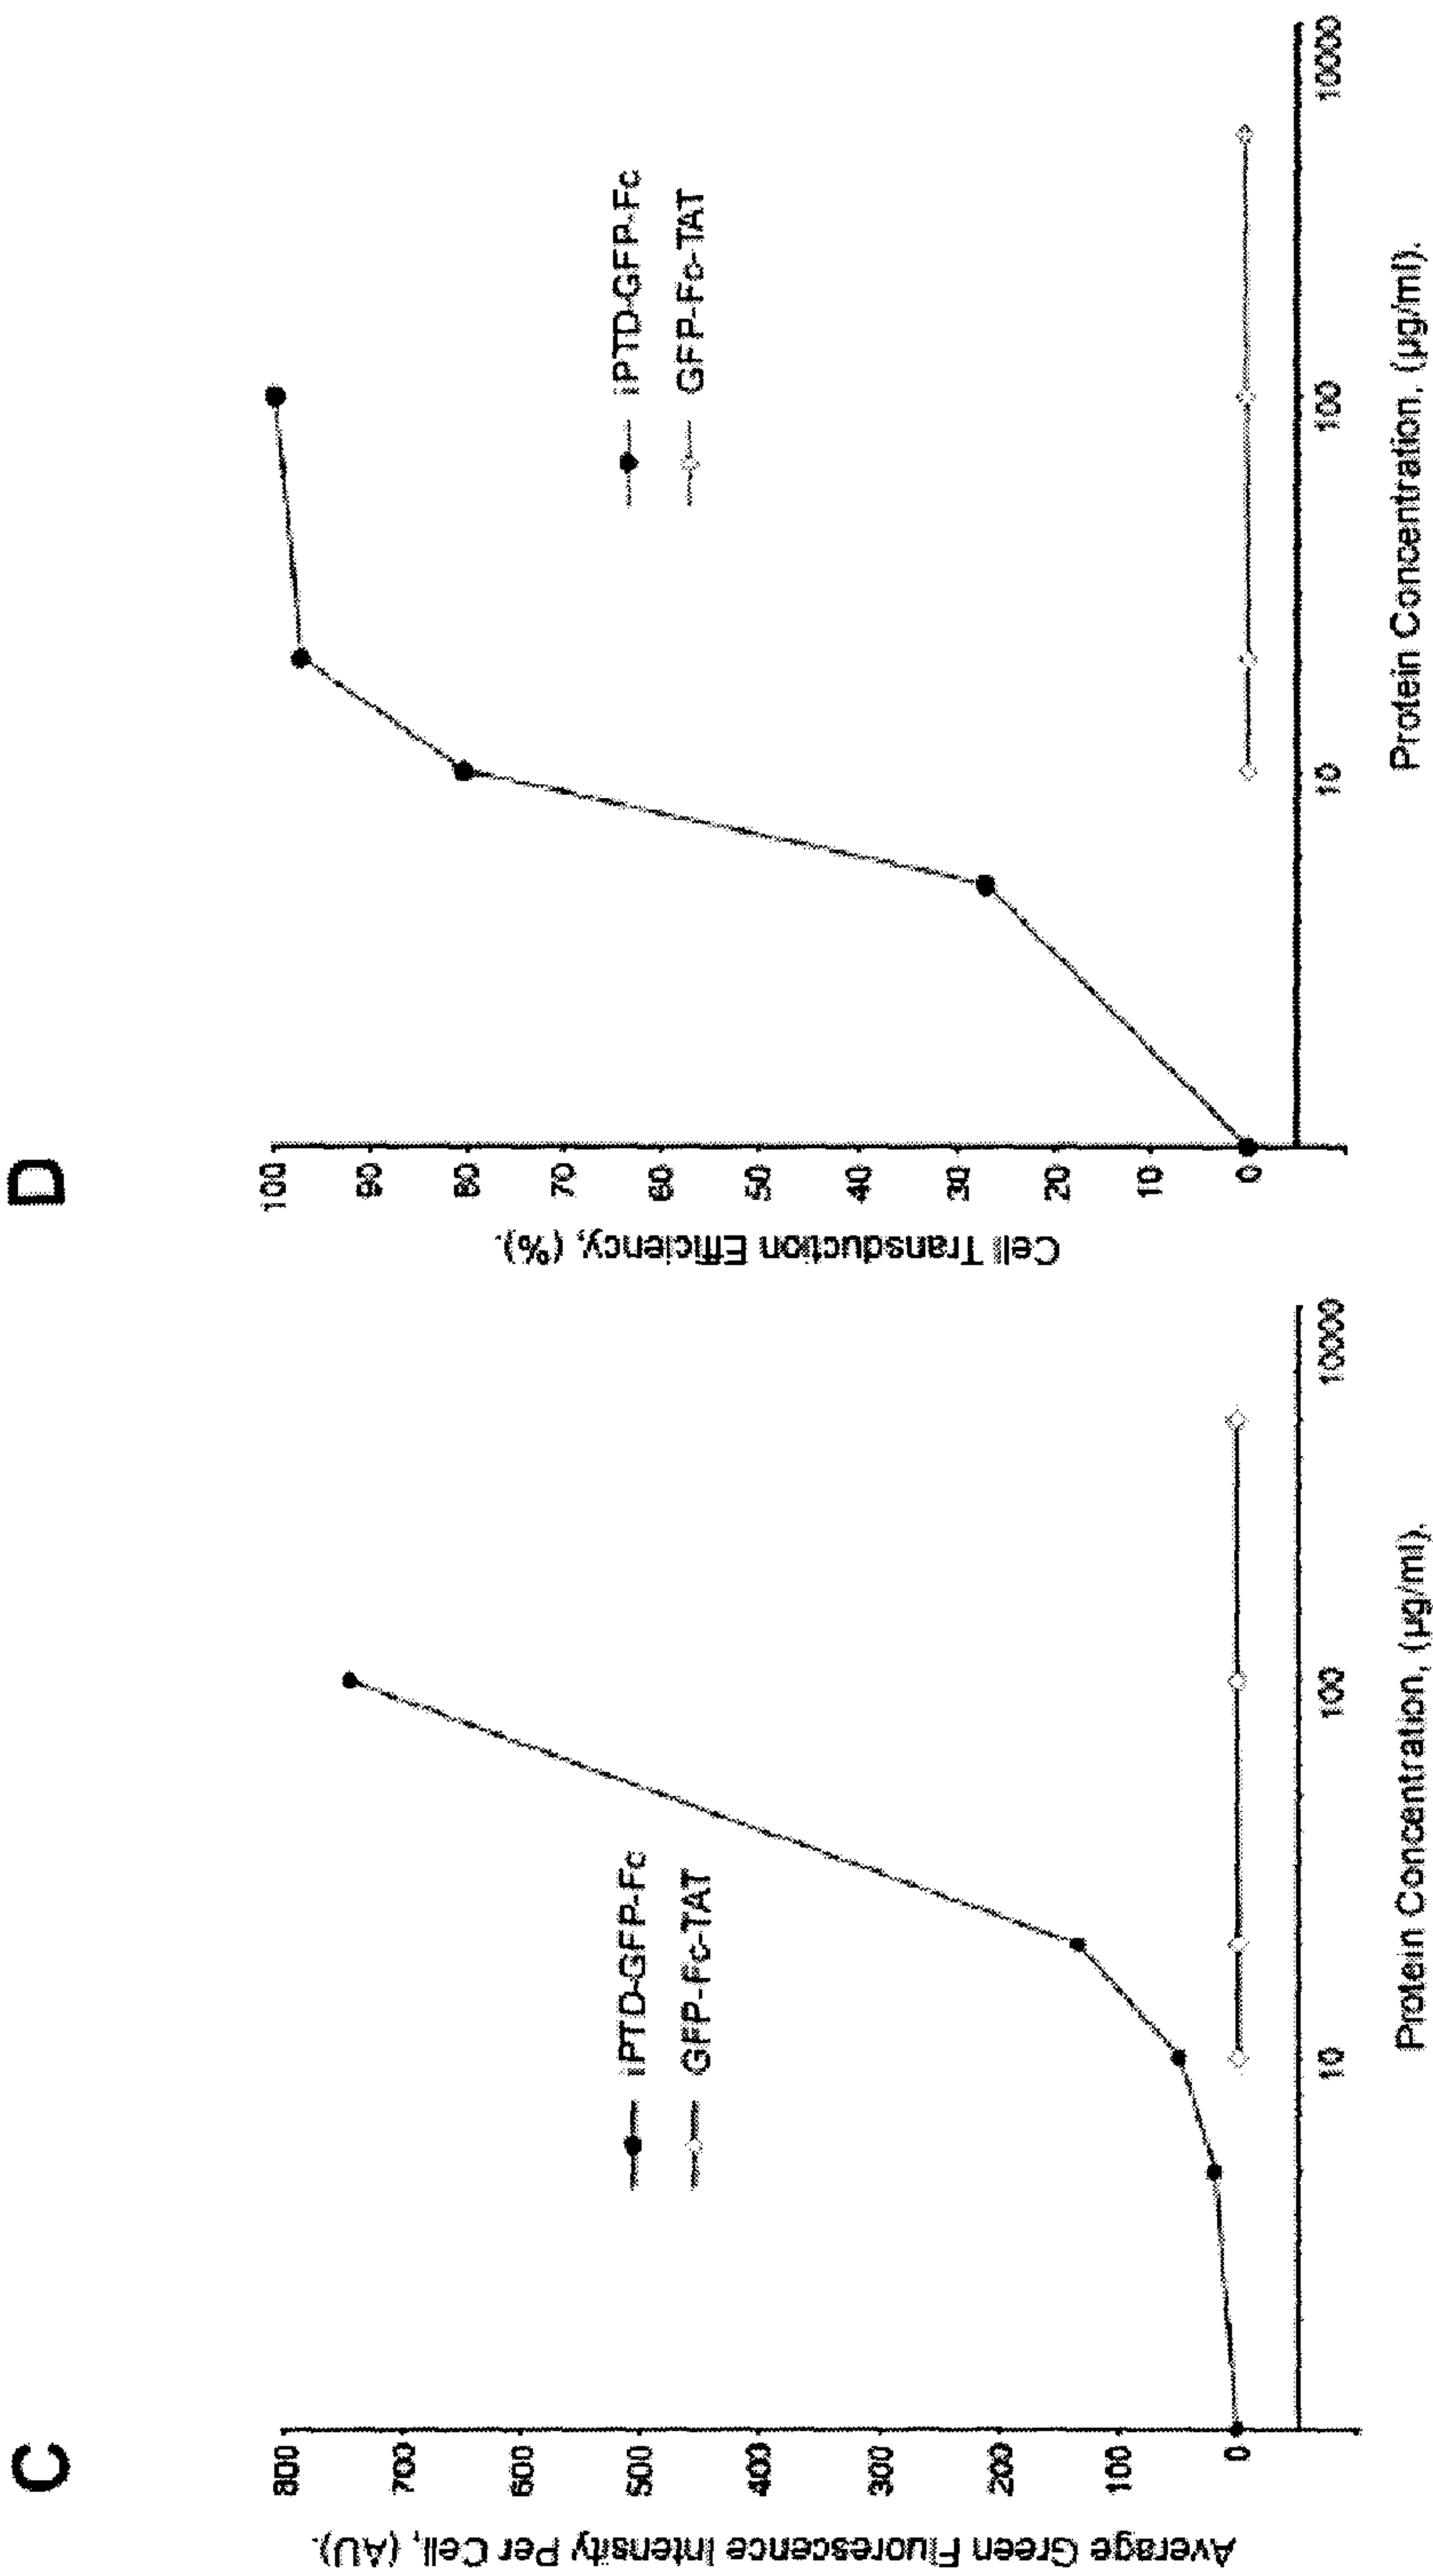 C
Average Green Fluorescence Intensity Per Cell, (AU).
800
700
600
500
400
300
200
100
0
iPTD-GFP-Fc
GFP-Fc-TAT
10
100
10000
Protein Concentration, (µg/ml).
D
Cell Transduction Efficiency, (%).
100
90
80
70
60
50
40
30
20
10
0
iPTD-GFP-Fc
GFP-Fc-TAT
10
100
10000
Protein Concentration, (µg/ml).